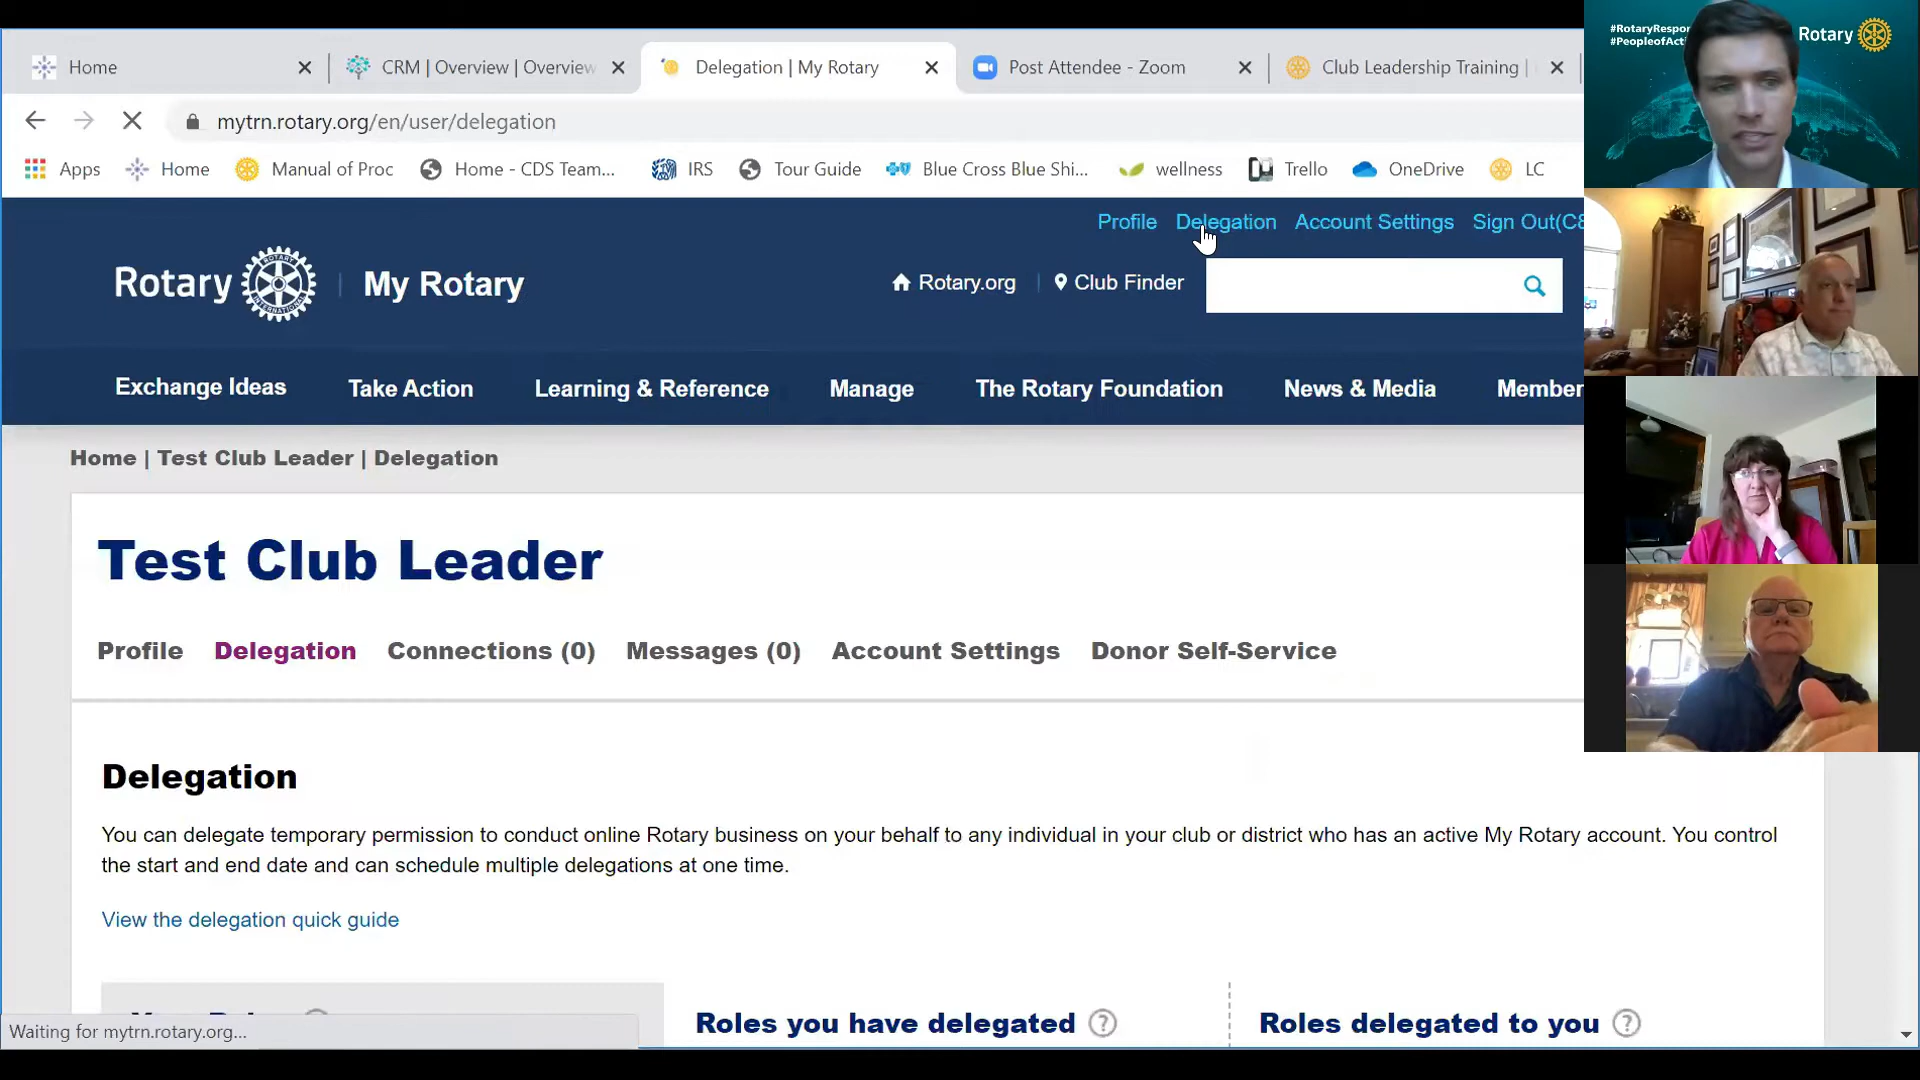 Home
CRM | Overview | Overview
Delegation | My Rotary
Post Attendee - Zoom
Club Leadership Training |
mytrn.rotary.org/en/user/delegation
Apps
Home
Manual of Proc
Home - CDS Team...
IRS
Tour Guide
Blue Cross Blue Shi...
wellness
Trello
OneDrive
LC
#RotaryRespon
#PeopleofActi
Rotary
Profile Delegation Account Settings Sign Out(C8
Rotary
My Rotary
Rotary.org
Club Finder
Exchange Ideas
Take Action
Learning & Reference
Manage
The Rotary Foundation
News & Media
Member
Home | Test Club Leader | Delegation
Test Club Leader
Profile Delegation Connections (0) Messages (0) Account Settings Donor Self-Service
Delegation
You can delegate temporary permission to conduct online Rotary business on your behalf to any individual in your club or district who has an active My Rotary account. You control
the start and end date and can schedule multiple delegations at one time.
View the delegation quick guide
Roles you have delegated ?
Roles delegated to you ?
Waiting for mytrn.rotary.org...